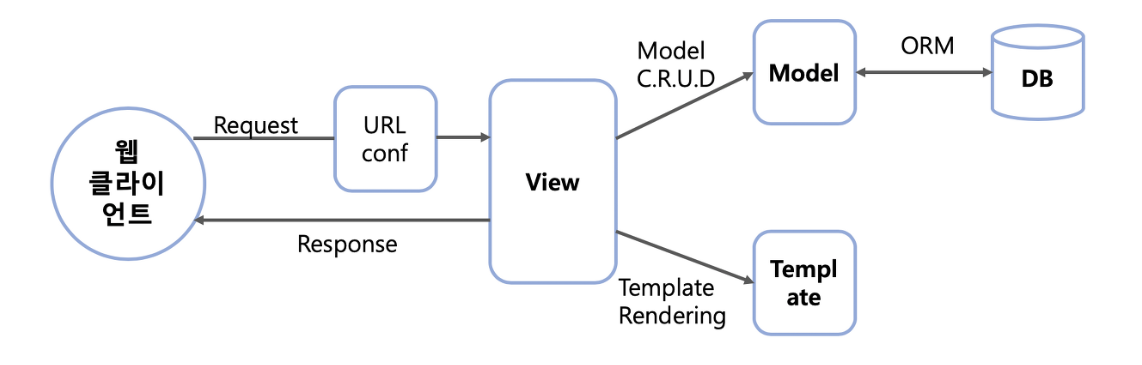 웹
클라이
언트
Request
URL
conf
View
Response
Model
C.R.U.D
Model
ORM
DB
Template
Rendering
Templ
ate